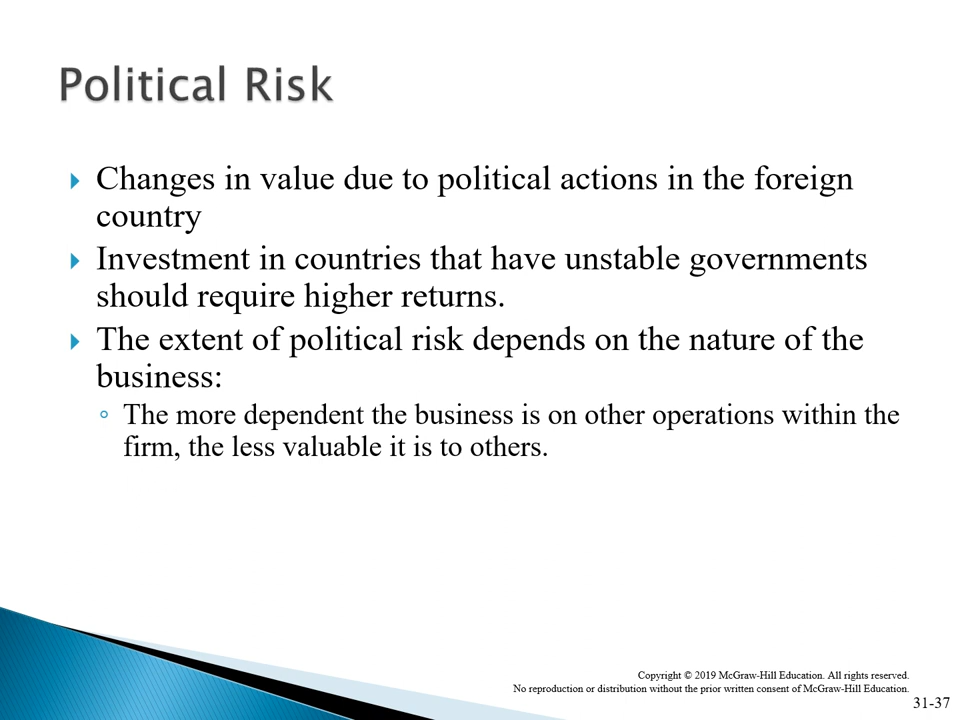 Political Risk
Changes in value due to political actions in the foreign
country
Investment in countries that have unstable governments
should require higher returns.
The extent of political risk depends on the nature of the
business:
The more dependent the business is on other operations within the
firm, the less valuable it is to others.
Copyright © 2019 McGraw-Hill Education. All rights reserved.
No reproduction or distribution without the prior written consent of McGraw-Hill Education.
31-37